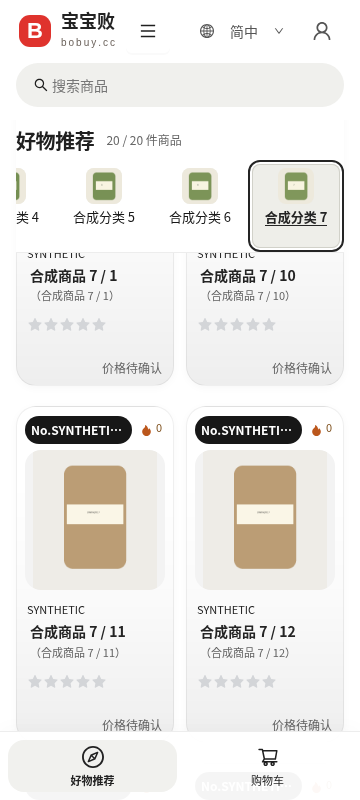 B 宝宝败
bobuy.cc
简中
搜索商品
好物推荐 20 / 20 件商品
类 4 合成分类 5 合成分类 6 合成分类 7
SYNTHETIC SYNTHETIC
合成商品 7 / 1 合成商品 7 / 10
（合成商品 7 / 1） （合成商品 7 / 10）
价格待确认 价格待确认
No.SYNTHETI… 0 No.SYNTHETI… 0
SYNTHETIC SYNTHETIC
合成商品 7 / 11 合成商品 7 / 12
（合成商品 7 / 11） （合成商品 7 / 12）
价格待确认 价格待确认
好物推荐 购物车